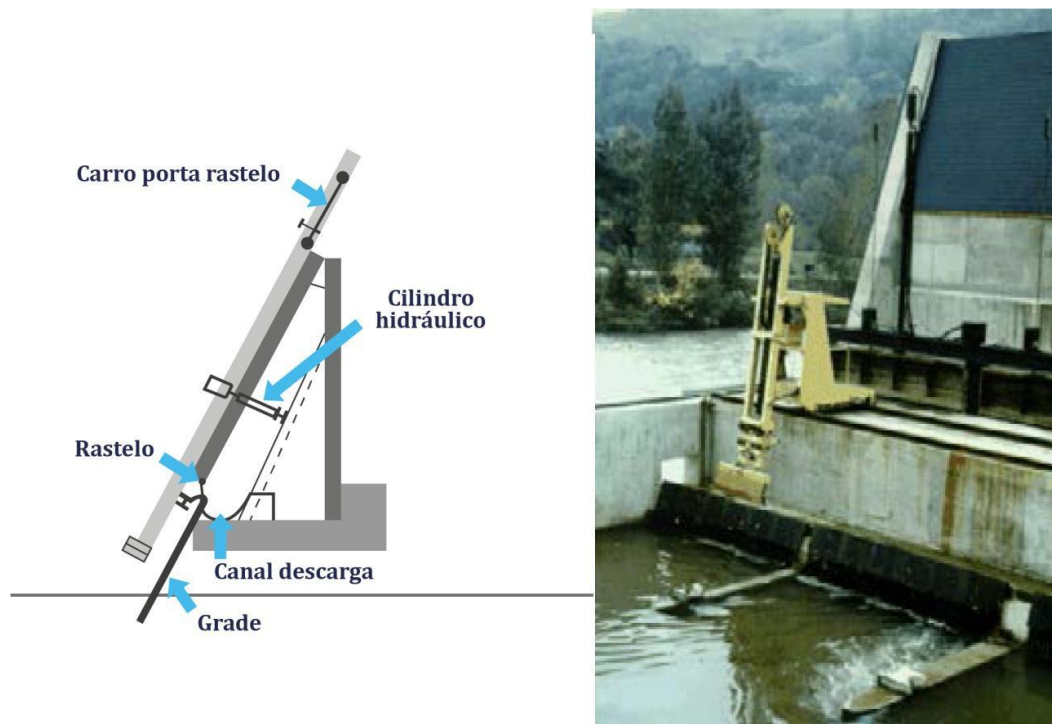 Carro porta rastelo
Cilindro
hidráulico
Rastelo
Canal descarga
Grade